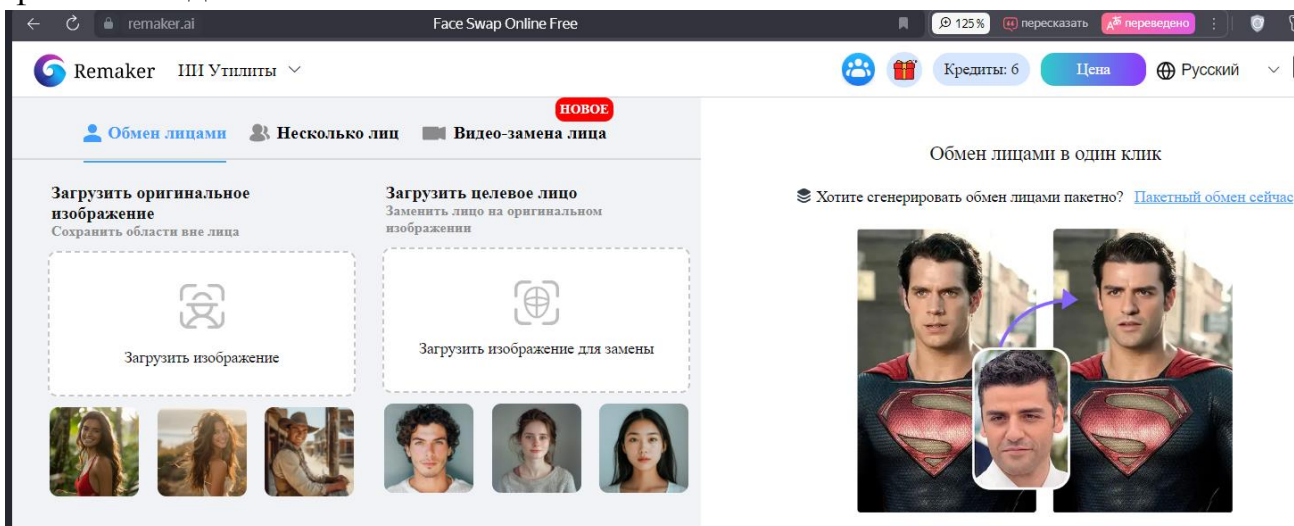 remaker.ai
Face Swap Online Free
125 %
пересказать
переведено
Remaker
ИИ Утилиты
Кредиты: 6
Цена
Русский
НОВОЕ
Обмен лицами
Несколько лиц
Видео-замена лица
Загрузить оригинальное
изображение
Сохранить области вне лица
Загрузить изображение
Загрузить целевое лицо
Заменить лицо на оригинальном
изображении
Загрузить изображение для замены
Обмен лицами в один клик
Хотите сгенерировать обмен лицами пакетно? Пакетный обмен сейчас